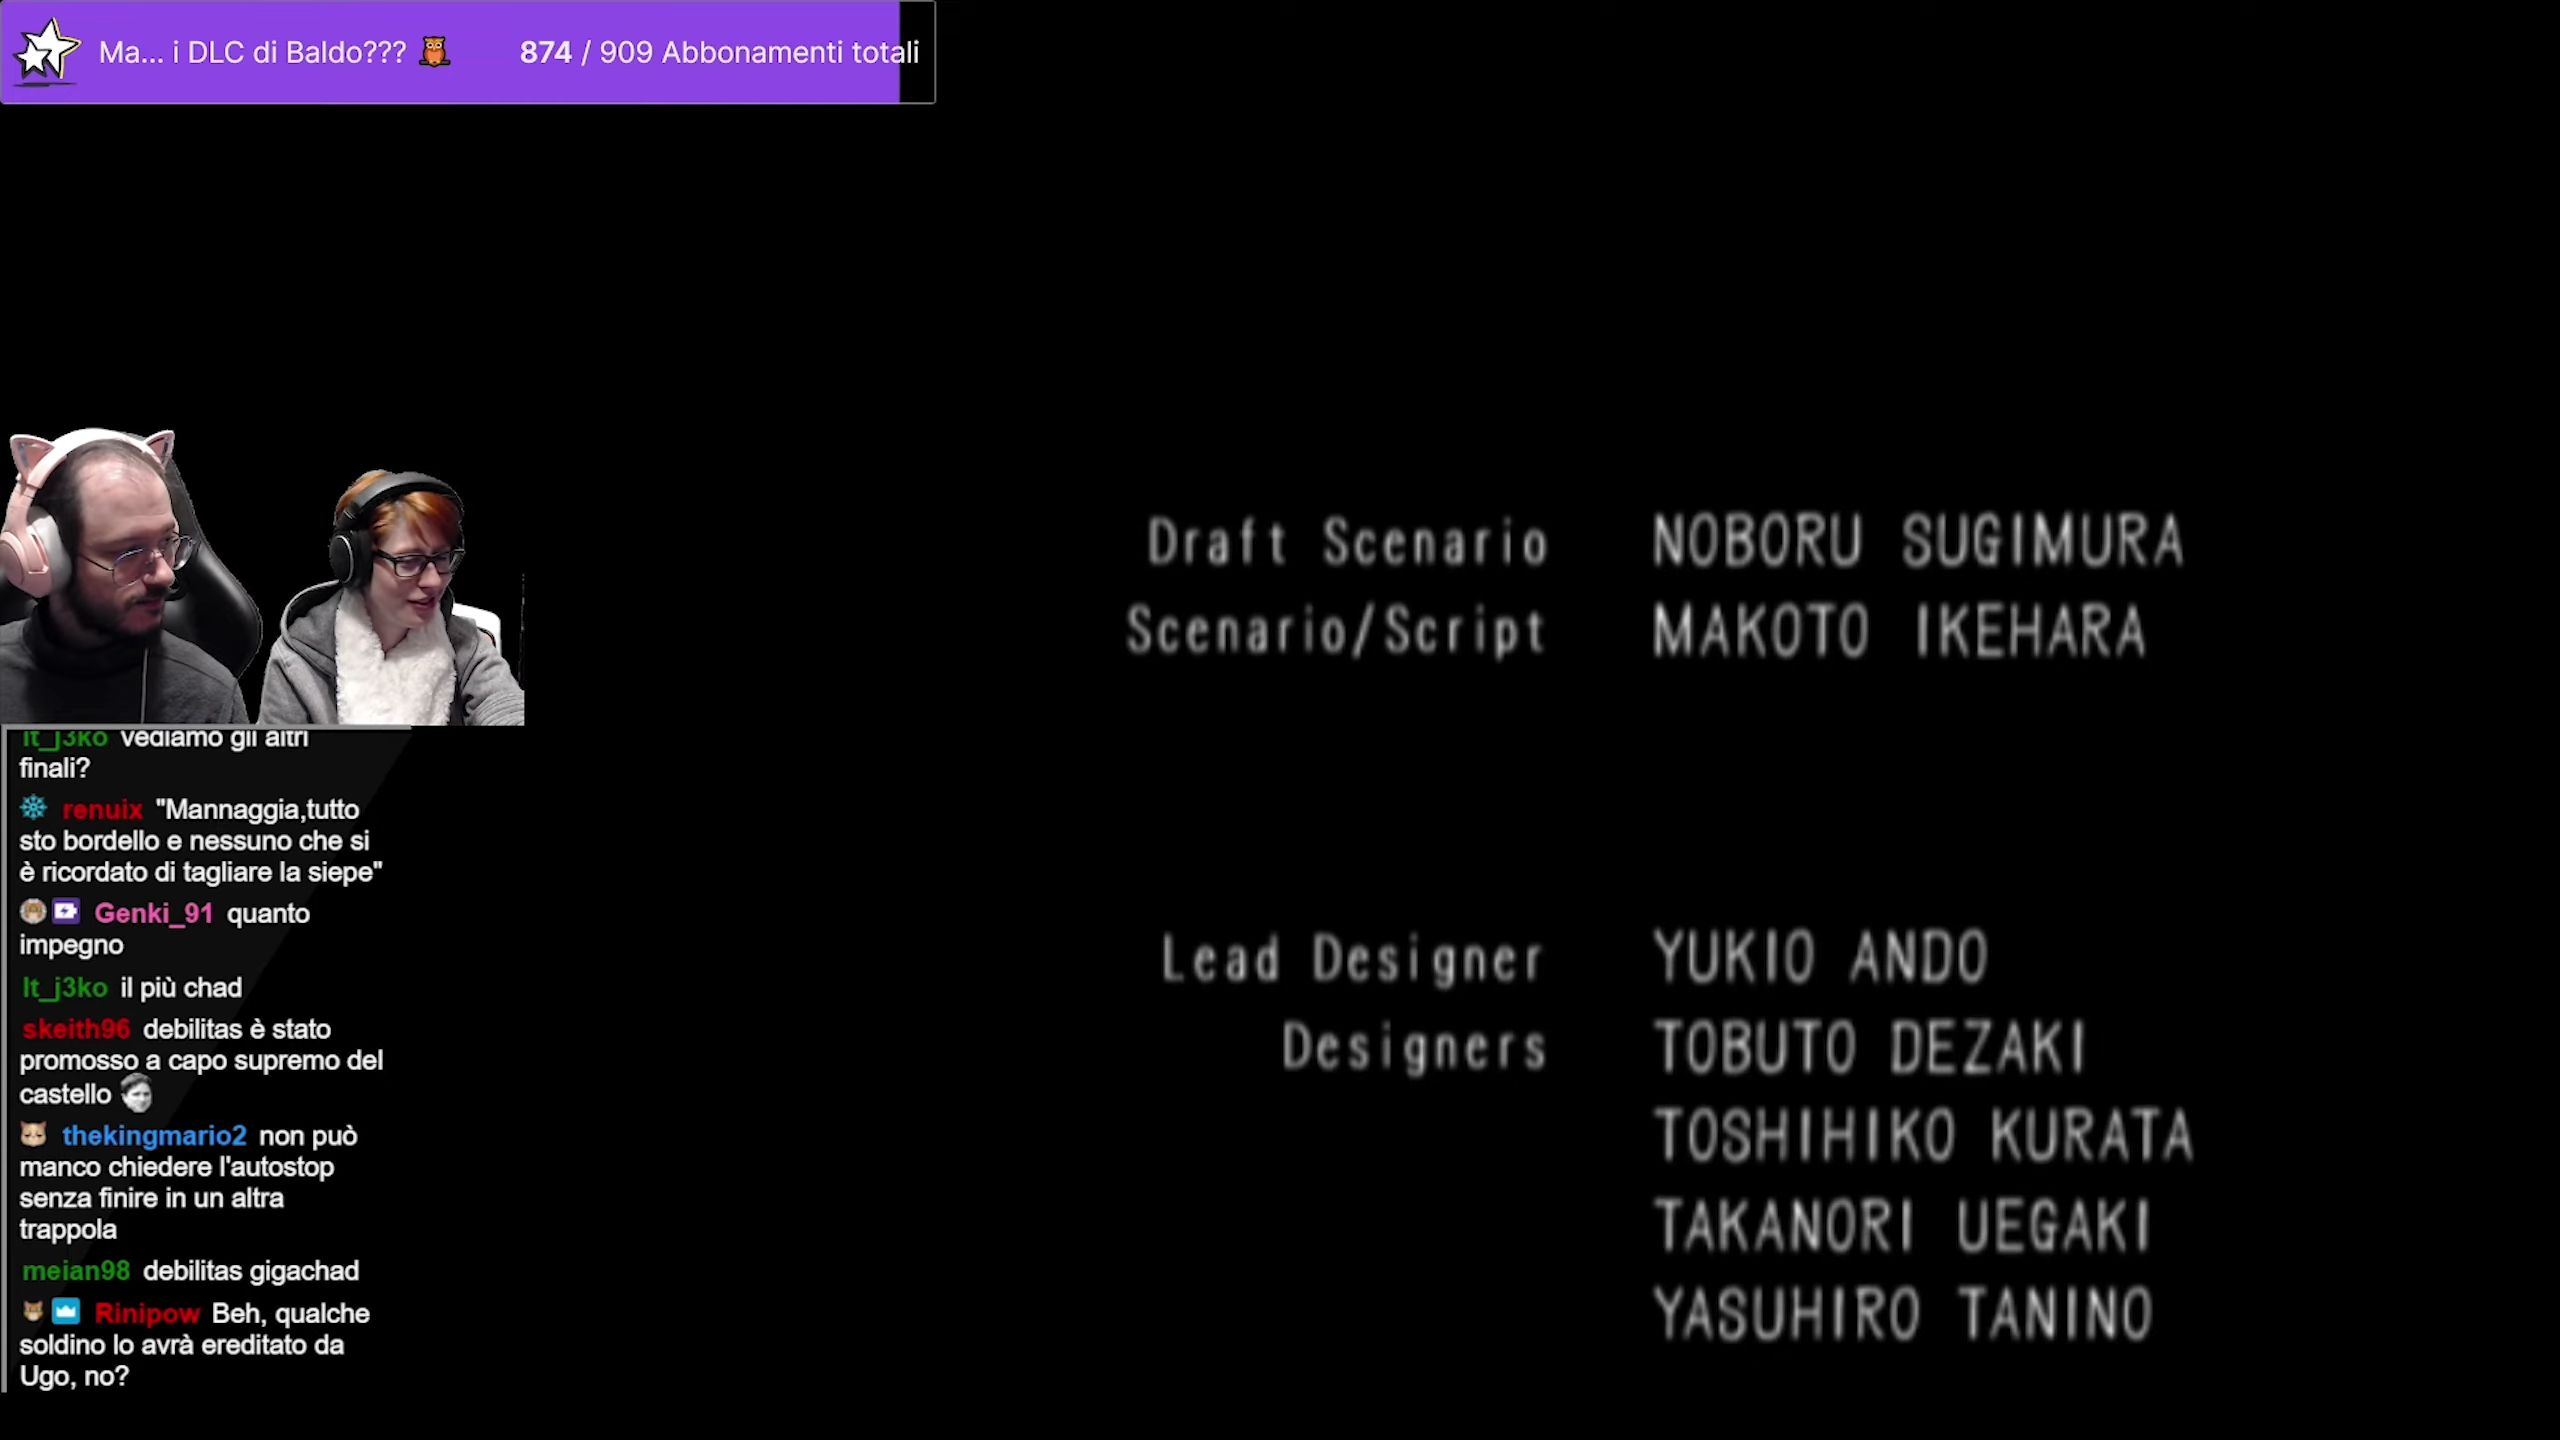 Ma... i DLC di Baldo??? 874 / 909 Abbonamenti totali
Draft Scenario NOBORU SUGIMURA
Scenario/Script MAKOTO IKEHARA
Lead Designer YUKIO ANDO
Designers TOBUTO DEZAKI
TOSHIHIKO KURATA
TAKANORI UEGAKI
YASUHIRO TANINO
lt_j3ko vediamo gli altri
finali?
renuix "Mannaggia,tutto
sto bordello e nessuno che si
è ricordato di tagliare la siepe"
Genki_91 quanto
impegno
lt_j3ko il più chad
skeith96 debilitas è stato
promosso a capo supremo del
castello
thekingmario2 non può
manco chiedere l'autostop
senza finire in un altra
trappola
meian98 debilitas gigachad
Rinipow Beh, qualche
soldino lo avrà ereditato da
Ugo, no?